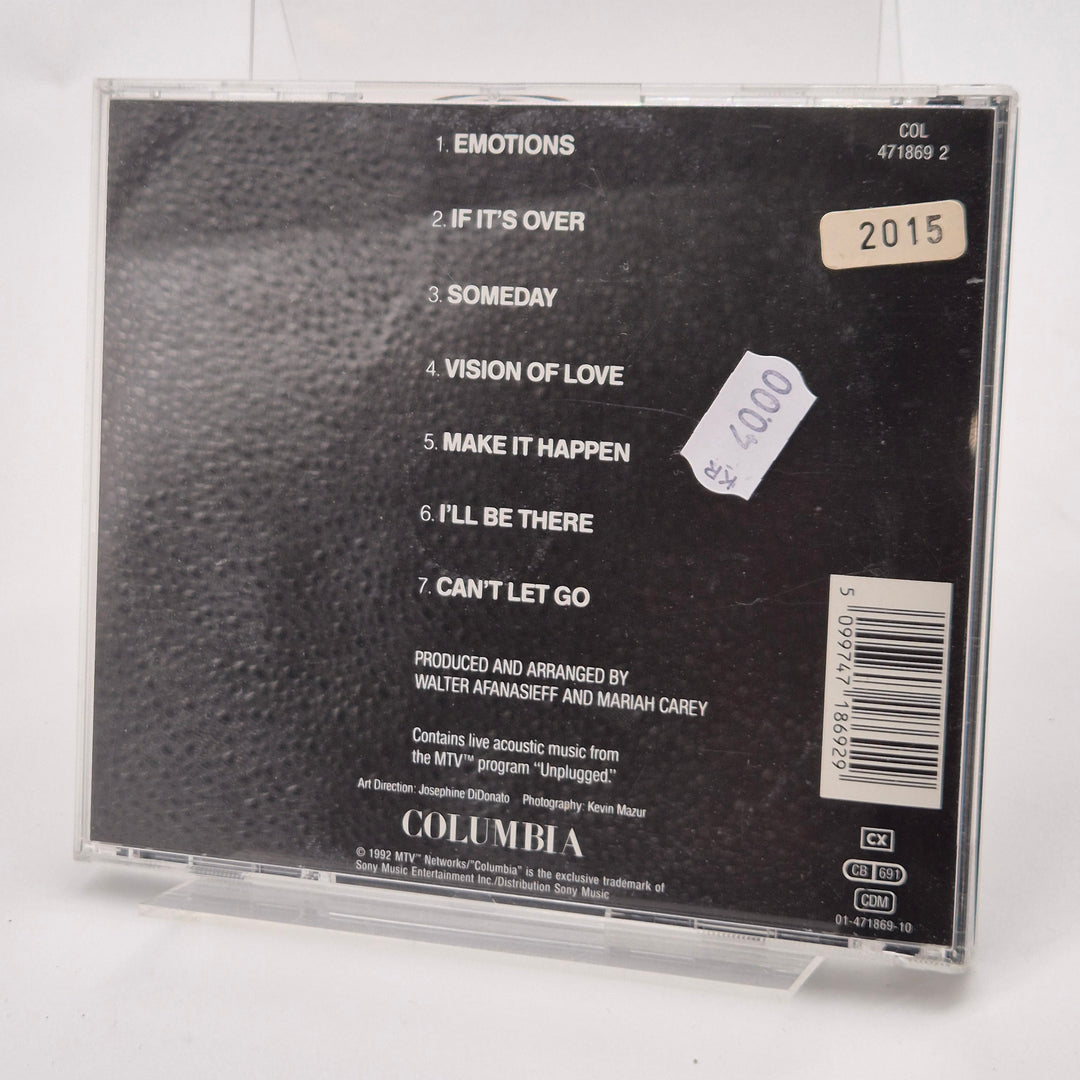 COL
471869 2
2015
1. EMOTIONS
2. IF IT'S OVER
3. SOMEDAY
4. VISION OF LOVE
5. MAKE IT HAPPEN
6. I'LL BE THERE
7. CAN'T LET GO
PRODUCED AND ARRANGED BY
WALTER AFANASIEFF AND MARIAH CAREY
Contains live acoustic music from
the MTV™ program “Unplugged.”
Art Direction: Josephine DiDonato Photography: Kevin Mazur
COLUMBIA
© 1992 MTV™ Networks/"Columbia" is the exclusive trademark of
Sony Music Entertainment Inc./Distribution Sony Music
5 099747 186929
CX
CB 691
CDM
01-471869-10